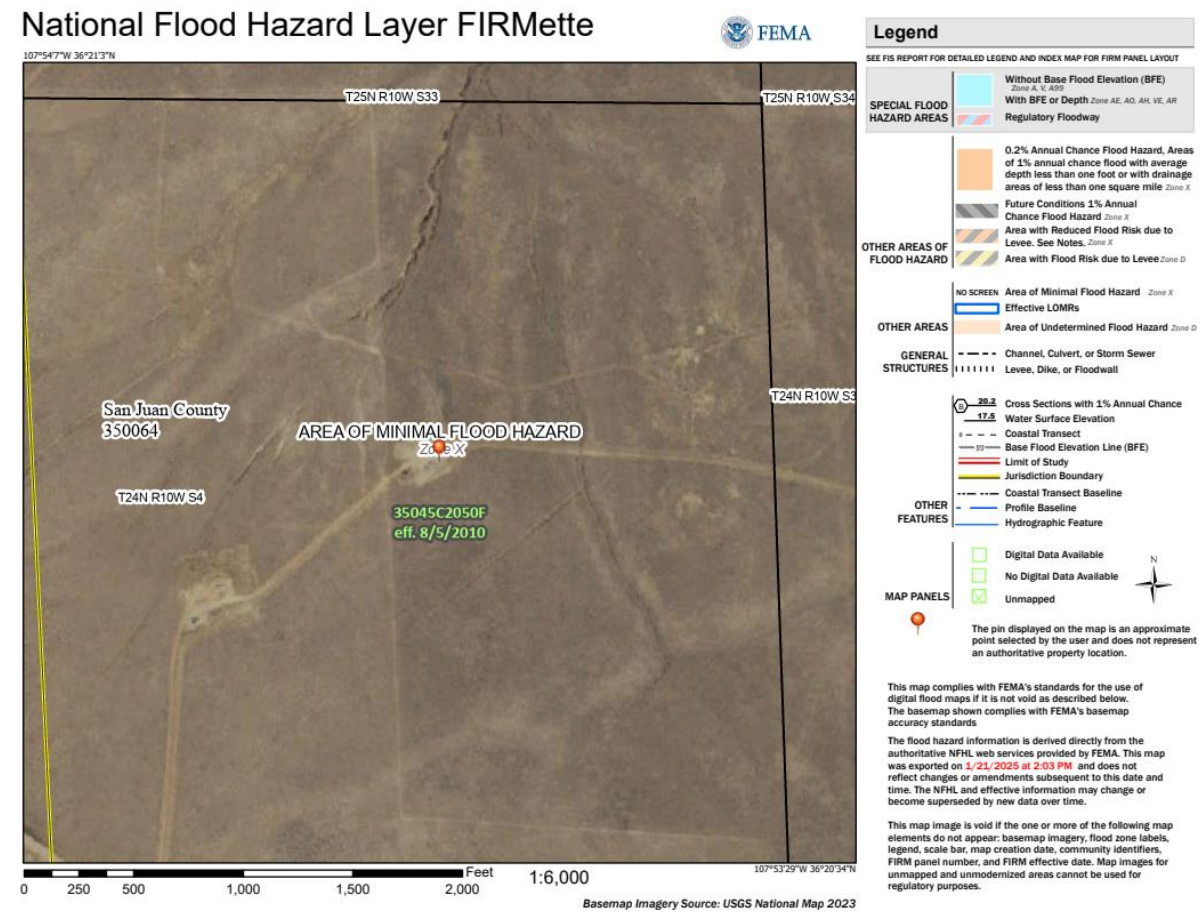 National Flood Hazard Layer FIRMette
FEMA
107°54'7"W 36°21'3"N
T25N R10W S33
T25N R10W S34
T24N R10W S3
San Juan County
350064
AREA OF MINIMAL FLOOD HAZARD
Zone X
T24N R10W S4
35045C2050F
eff. 8/5/2010
107°53'29"W 36°20'34"N
Feet
1:6,000
0 250 500 1,000 1,500 2,000
Basemap Imagery Source: USGS National Map 2023
Legend
SEE FIS REPORT FOR DETAILED LEGEND AND INDEX MAP FOR FIRM PANEL LAYOUT
SPECIAL FLOOD
HAZARD AREAS
Without Base Flood Elevation (BFE)
Zone A, V, A99
With BFE or Depth Zone AE, AO, AH, VE, AR
Regulatory Floodway
0.2% Annual Chance Flood Hazard, Areas
of 1% annual chance flood with average
depth less than one foot or with drainage
areas of less than one square mile Zone X
Future Conditions 1% Annual
Chance Flood Hazard Zone X
Area with Reduced Flood Risk due to
Levee. See Notes. Zone X
Area with Flood Risk due to Levee Zone D
OTHER AREAS OF
FLOOD HAZARD
NO SCREEN Area of Minimal Flood Hazard Zone X
Effective LOMRs
OTHER AREAS
Area of Undetermined Flood Hazard Zone D
GENERAL
STRUCTURES
Channel, Culvert, or Storm Sewer
Levee, Dike, or Floodwall
B 20.2 Cross Sections with 1% Annual Chance
17.5 Water Surface Elevation
8 Coastal Transect
513 Base Flood Elevation Line (BFE)
Limit of Study
Jurisdiction Boundary
Coastal Transect Baseline
OTHER
FEATURES
Profile Baseline
Hydrographic Feature
Digital Data Available
No Digital Data Available
MAP PANELS
Unmapped
N
The pin displayed on the map is an approximate
point selected by the user and does not represent
an authoritative property location.
This map complies with FEMA's standards for the use of
digital flood maps if it is not void as described below.
The basemap shown complies with FEMA's basemap
accuracy standards
The flood hazard information is derived directly from the
authoritative NFHL web services provided by FEMA. This map
was exported on 1/21/2025 at 2:03 PM and does not
reflect changes or amendments subsequent to this date and
time. The NFHL and effective information may change or
become superseded by new data over time.
This map image is void if the one or more of the following map
elements do not appear: basemap imagery, flood zone labels,
legend, scale bar, map creation date, community identifiers,
FIRM panel number, and FIRM effective date. Map images for
unmapped and unmodernized areas cannot be used for
regulatory purposes.